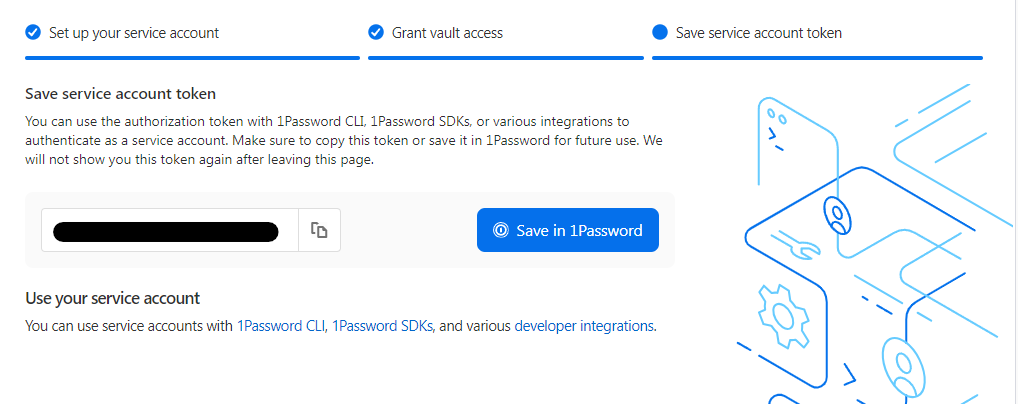 Set up your service account
Grant vault access
Save service account token
Save service account token
You can use the authorization token with 1Password CLI, 1Password SDKs, or various integrations to
authenticate as a service account. Make sure to copy this token or save it in 1Password for future use. We
will not show you this token again after leaving this page.
Save in 1Password
Use your service account
You can use service accounts with 1Password CLI, 1Password SDKs, and various developer integrations.